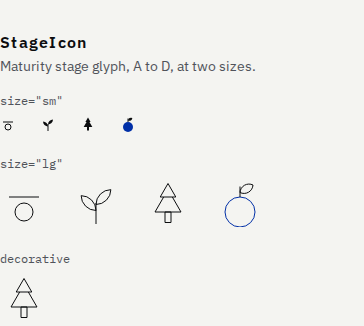 StageIcon
Maturity stage glyph, A to D, at two sizes.
size="sm"
size="lg"
decorative